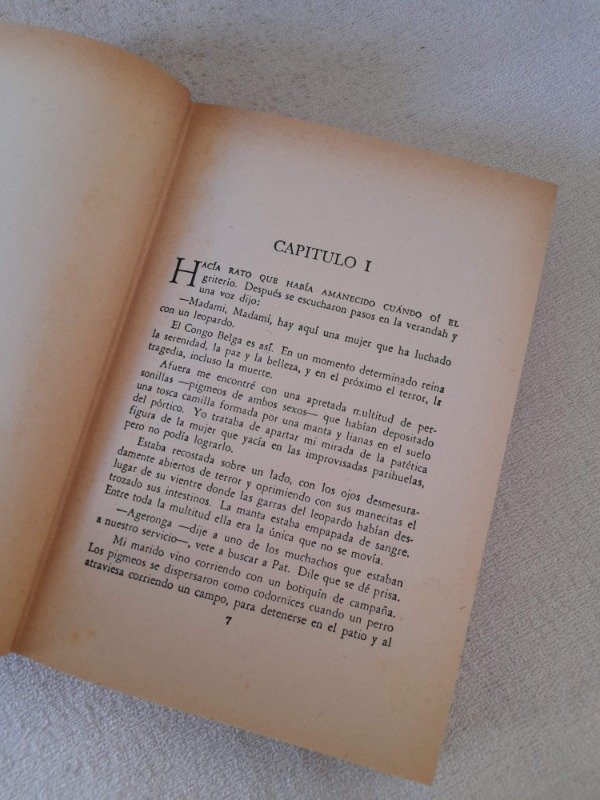 CAPITULO I
HACÍA RATO QUE HABÍA AMANECIDO CUÁNDO OÍ EL
griterío. Después se escucharon pasos en la verandah y
una voz dijo:
—Madami, Madami, hay aquí una mujer que ha luchado
con un leopardo.
El Congo Belga es así. En un momento determinado reina
la serenidad, la paz y la belleza, y en el próximo el terror, la
tragedia, incluso la muerte.
Afuera me encontré con una apretada multitud de per-
sonillas —pigmeos de ambos sexos— que habían depositado
una tosca camilla formada por una manta y lianas en el suelo
del pórtico. Yo trataba de apartar mi mirada de la patética
figura de la mujer que yacía en las improvisadas parihuelas,
pero no podía lograrlo.
Estaba recostada sobre un lado, con los ojos desmesura-
damente abiertos de terror y oprimiendo con sus manecitas el
lugar de su vientre donde las garras del leopardo habían des-
trozado sus intestinos. La manta estaba empapada de sangre.
Entre toda la multitud ella era la única que no se movía.
—Ageronga —dije a uno de los muchachos que estaban
a nuestro servicio—, vete a buscar a Pat. Dile que se dé prisa.
Mi marido vino corriendo con un botiquín de campaña.
Los pigmeos se dispersaron como codornices cuando un perro
atraviesa corriendo un campo, para detenerse en el patio y al
7